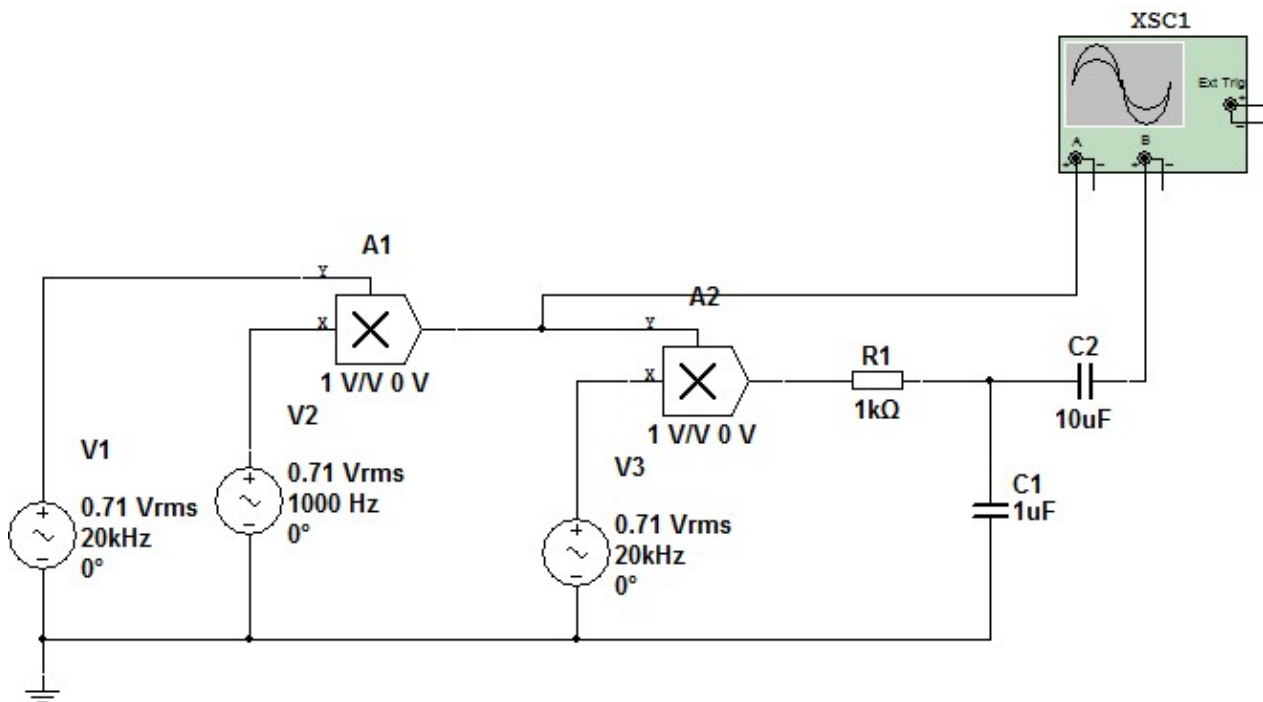 XSC1
Ext Trig
+
−
A
B
+ −
+ −
A1
Y
X
1 V/V 0 V
A2
Y
X
1 V/V 0 V
R1
1kΩ
C2
10uF
V2
0.71 Vrms
1000 Hz
0°
V1
0.71 Vrms
20kHz
0°
V3
0.71 Vrms
20kHz
0°
C1
1uF